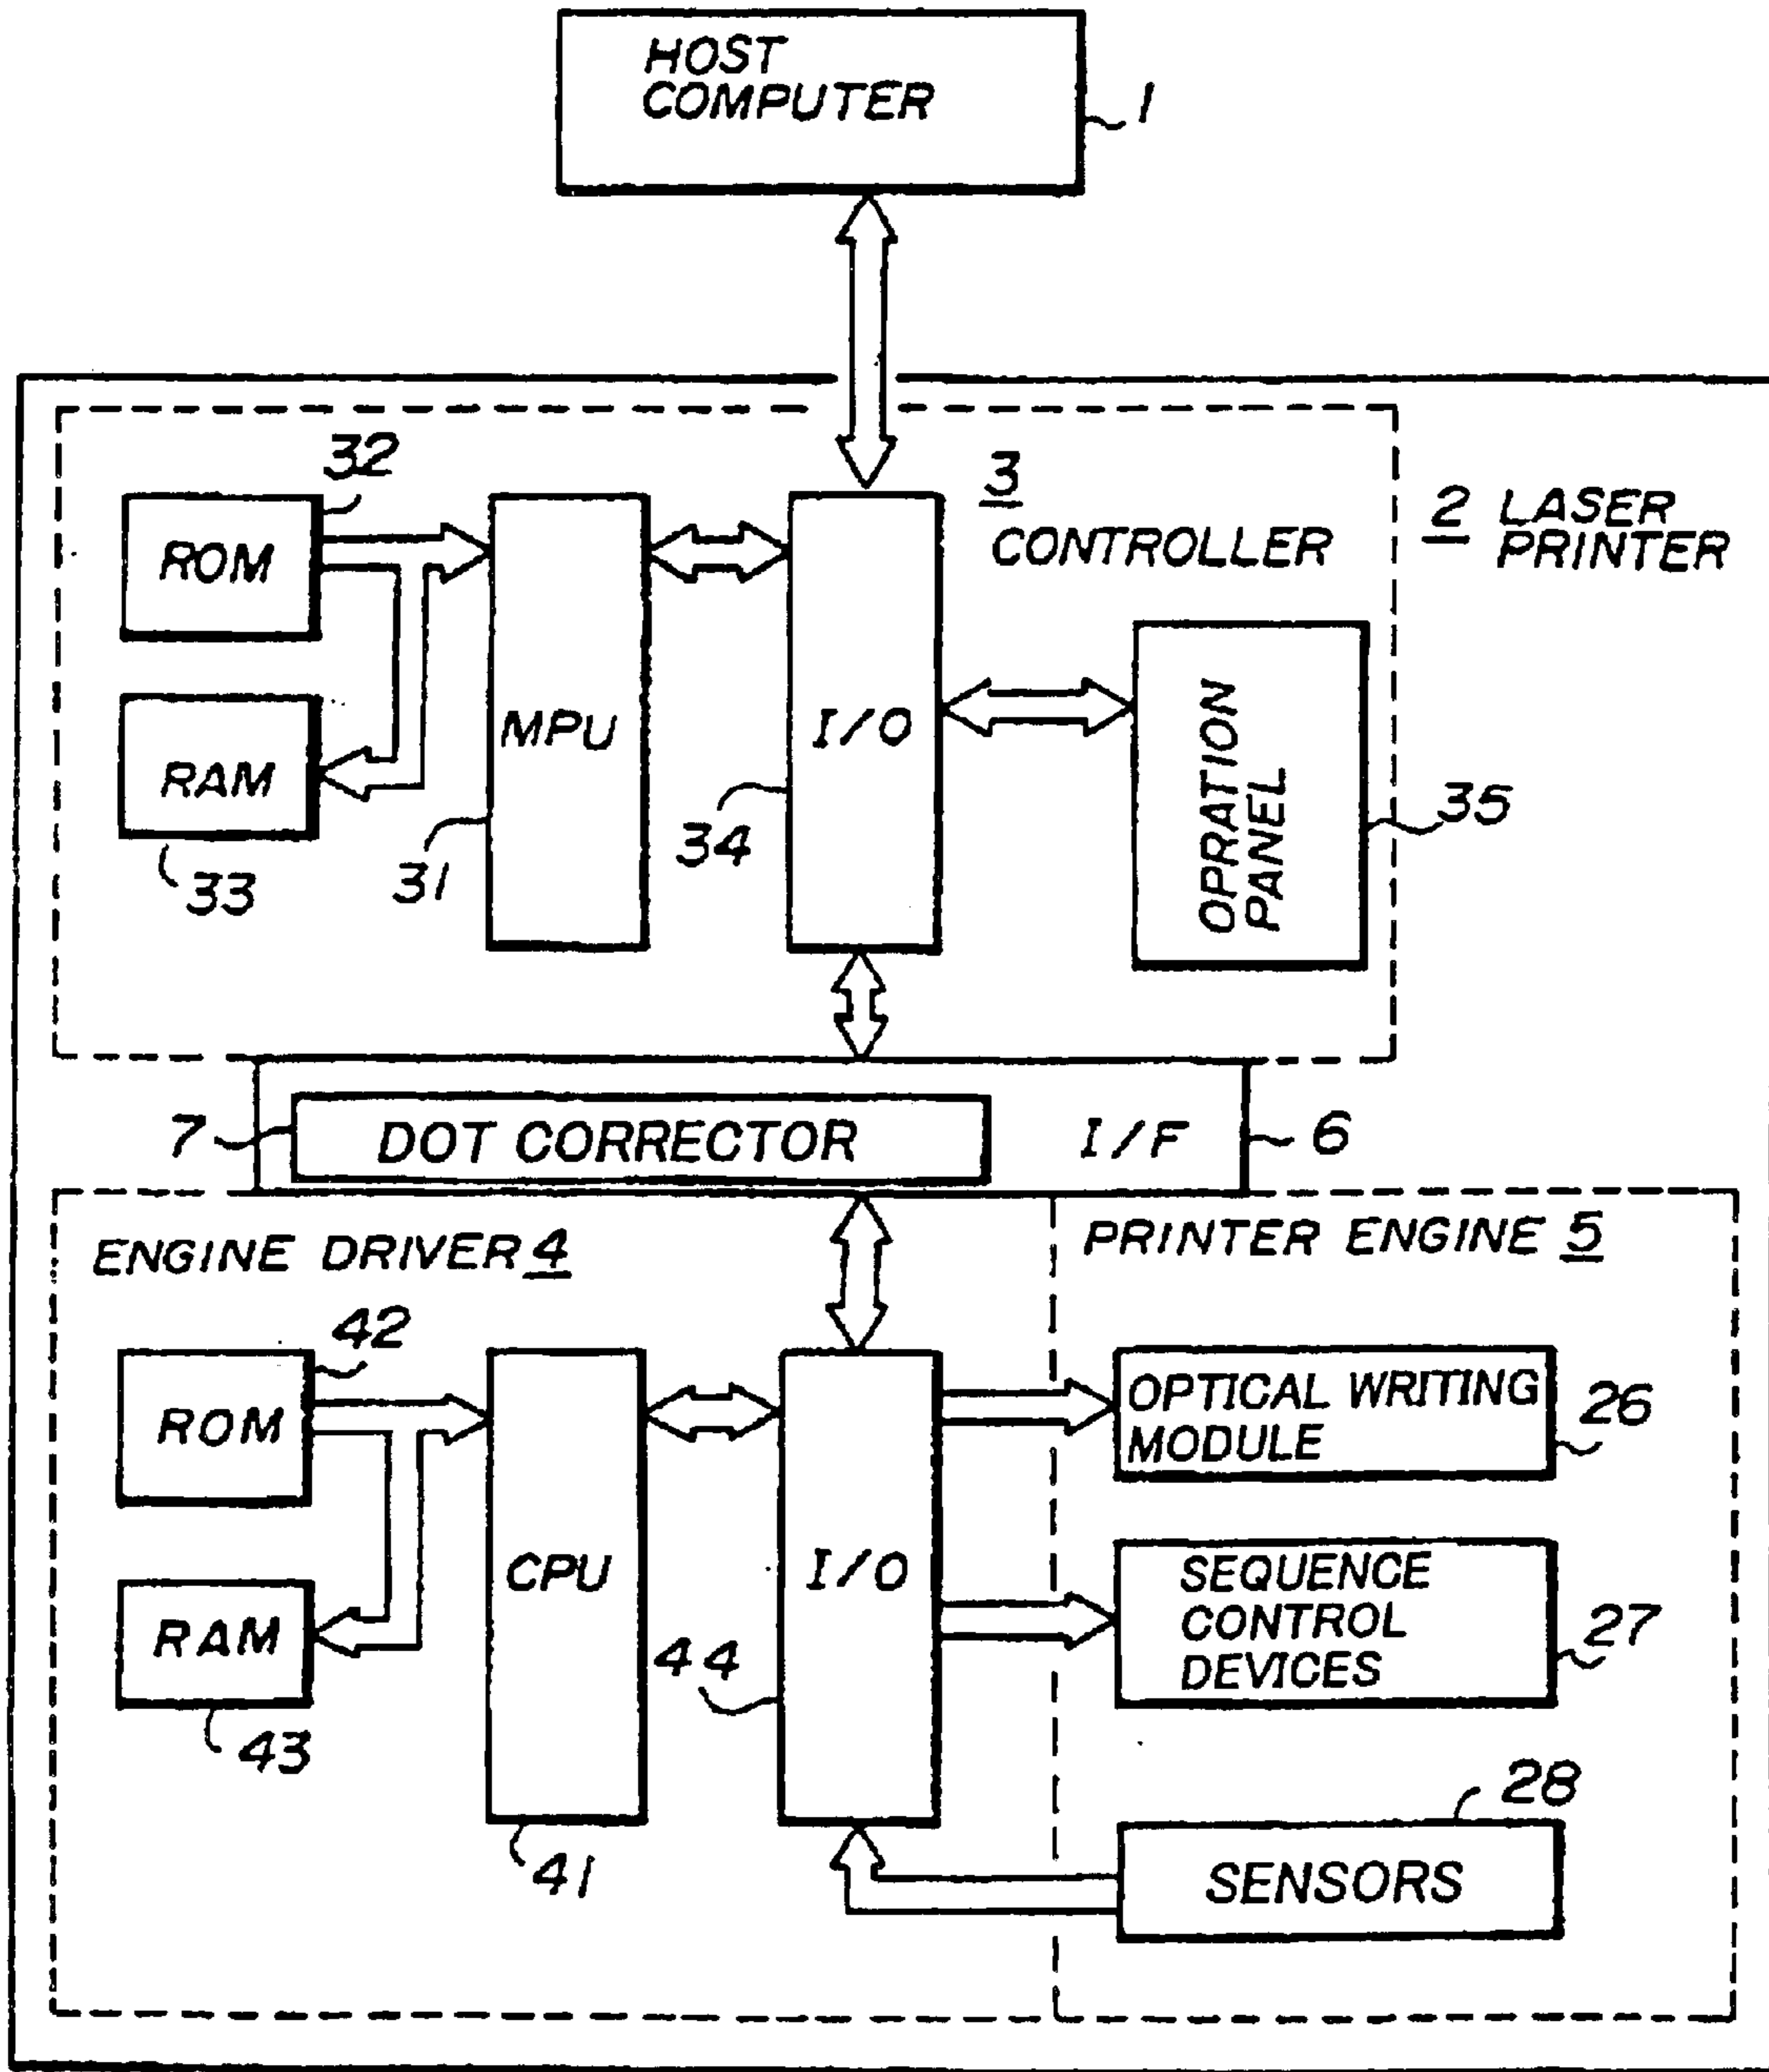 HOST
COMPUTER
1
32
3
CONTROLLER
2 LASER
PRINTER
ROM
MPU
I/O
OPRATION
PANEL
RAM
33
31
34
35
7
DOT CORRECTOR
I/F
6
ENGINE DRIVER 4
PRINTER ENGINE 5
42
ROM
CPU
I/O
OPTICAL WRITING
MODULE
26
RAM
43
41
44
SEQUENCE
CONTROL
DEVICES
27
28
SENSORS